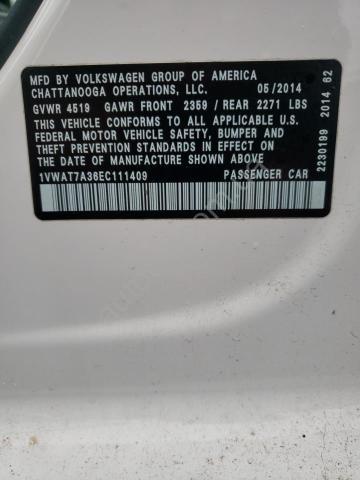 MFD BY VOLKSWAGEN GROUP OF AMERICA
CHATTANOOGA OPERATIONS, LLC. 05/2014
GVWR 4519 GAWR FRONT 2359 / REAR 2271 LBS
THIS VEHICLE CONFORMS TO ALL APPLICABLE U.S.
FEDERAL MOTOR VEHICLE SAFETY, BUMPER AND
THEFT PREVENTION STANDARDS IN EFFECT ON THE
DATE OF MANUFACTURE SHOWN ABOVE.
1VWAT7A36EC111409 PASSENGER CAR
2230199 2014 62